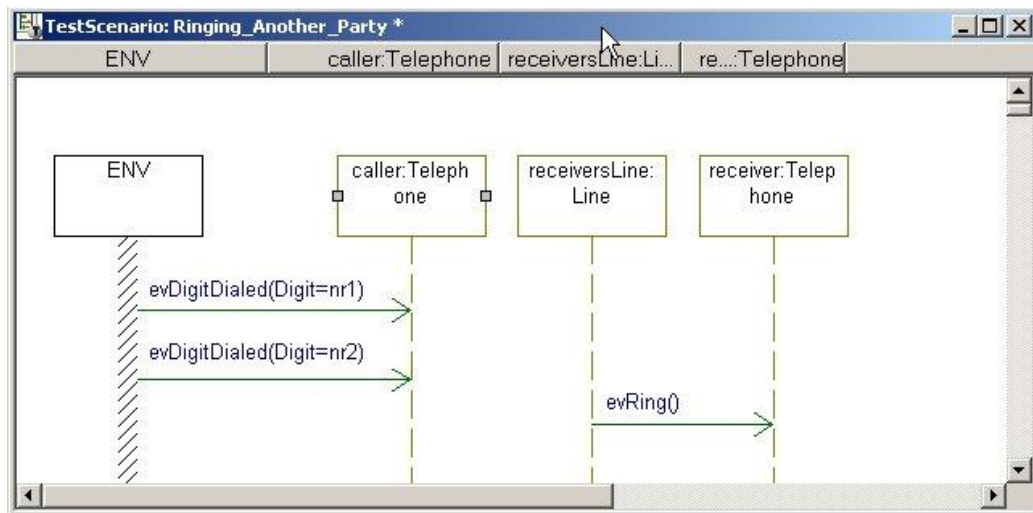 TestScenario: Ringing_Another_Party *
ENV caller:Telephone receiversLine:Li... re...:Telephone
ENV
caller:Teleph
one
receiversLine:
Line
receiver:Telep
hone
evDigitDialed(Digit=nr1)
evDigitDialed(Digit=nr2)
evRing()